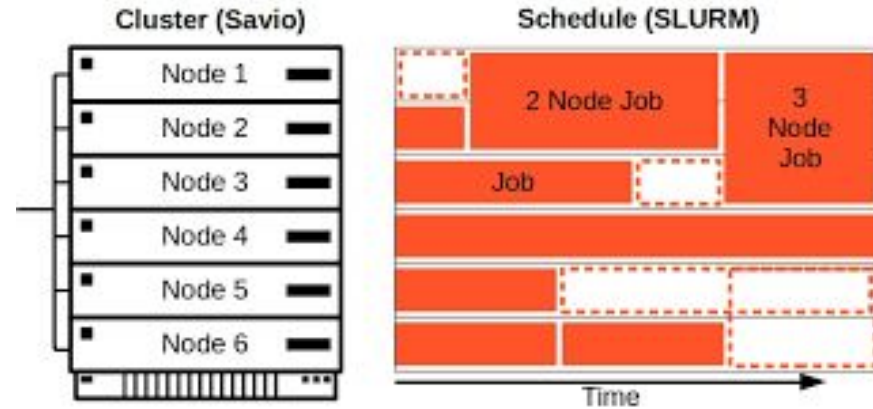 Cluster (Savio)
Schedule (SLURM)
Node 1
Node 2
Node 3
Node 4
Node 5
Node 6
2 Node Job
3
Node
Job
Job
Time